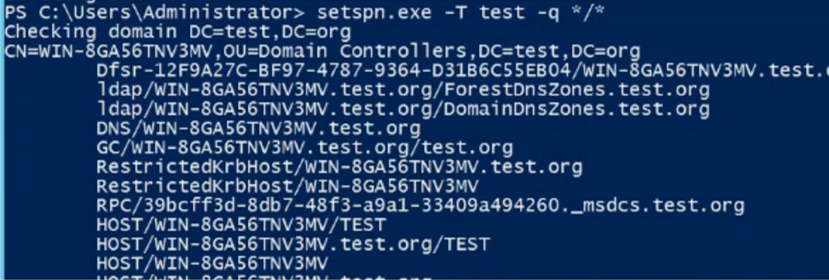 PS C:\Users\Administrator> setspn.exe -T test -q */*
Checking domain DC=test,DC=org
CN=WIN-8GA56TNV3MV,OU=Domain Controllers,DC=test,DC=org
Dfsr-12F9A27C-BF97-4787-9364-D31B6C55EB04/WIN-8GA56TNV3MV.test.
ldap/WIN-8GA56TNV3MV.test.org/ForestDnsZones.test.org
ldap/WIN-8GA56TNV3MV.test.org/DomainDnsZones.test.org
DNS/WIN-8GA56TNV3MV.test.org
GC/WIN-8GA56TNV3MV.test.org/test.org
RestrictedKrbHost/WIN-8GA56TNV3MV.test.org
RestrictedKrbHost/WIN-8GA56TNV3MV
RPC/39bcff3d-8db7-48f3-a9a1-33409a494260._msdcs.test.org
HOST/WIN-8GA56TNV3MV/TEST
HOST/WIN-8GA56TNV3MV.test.org/TEST
HOST/WIN-8GA56TNV3MV